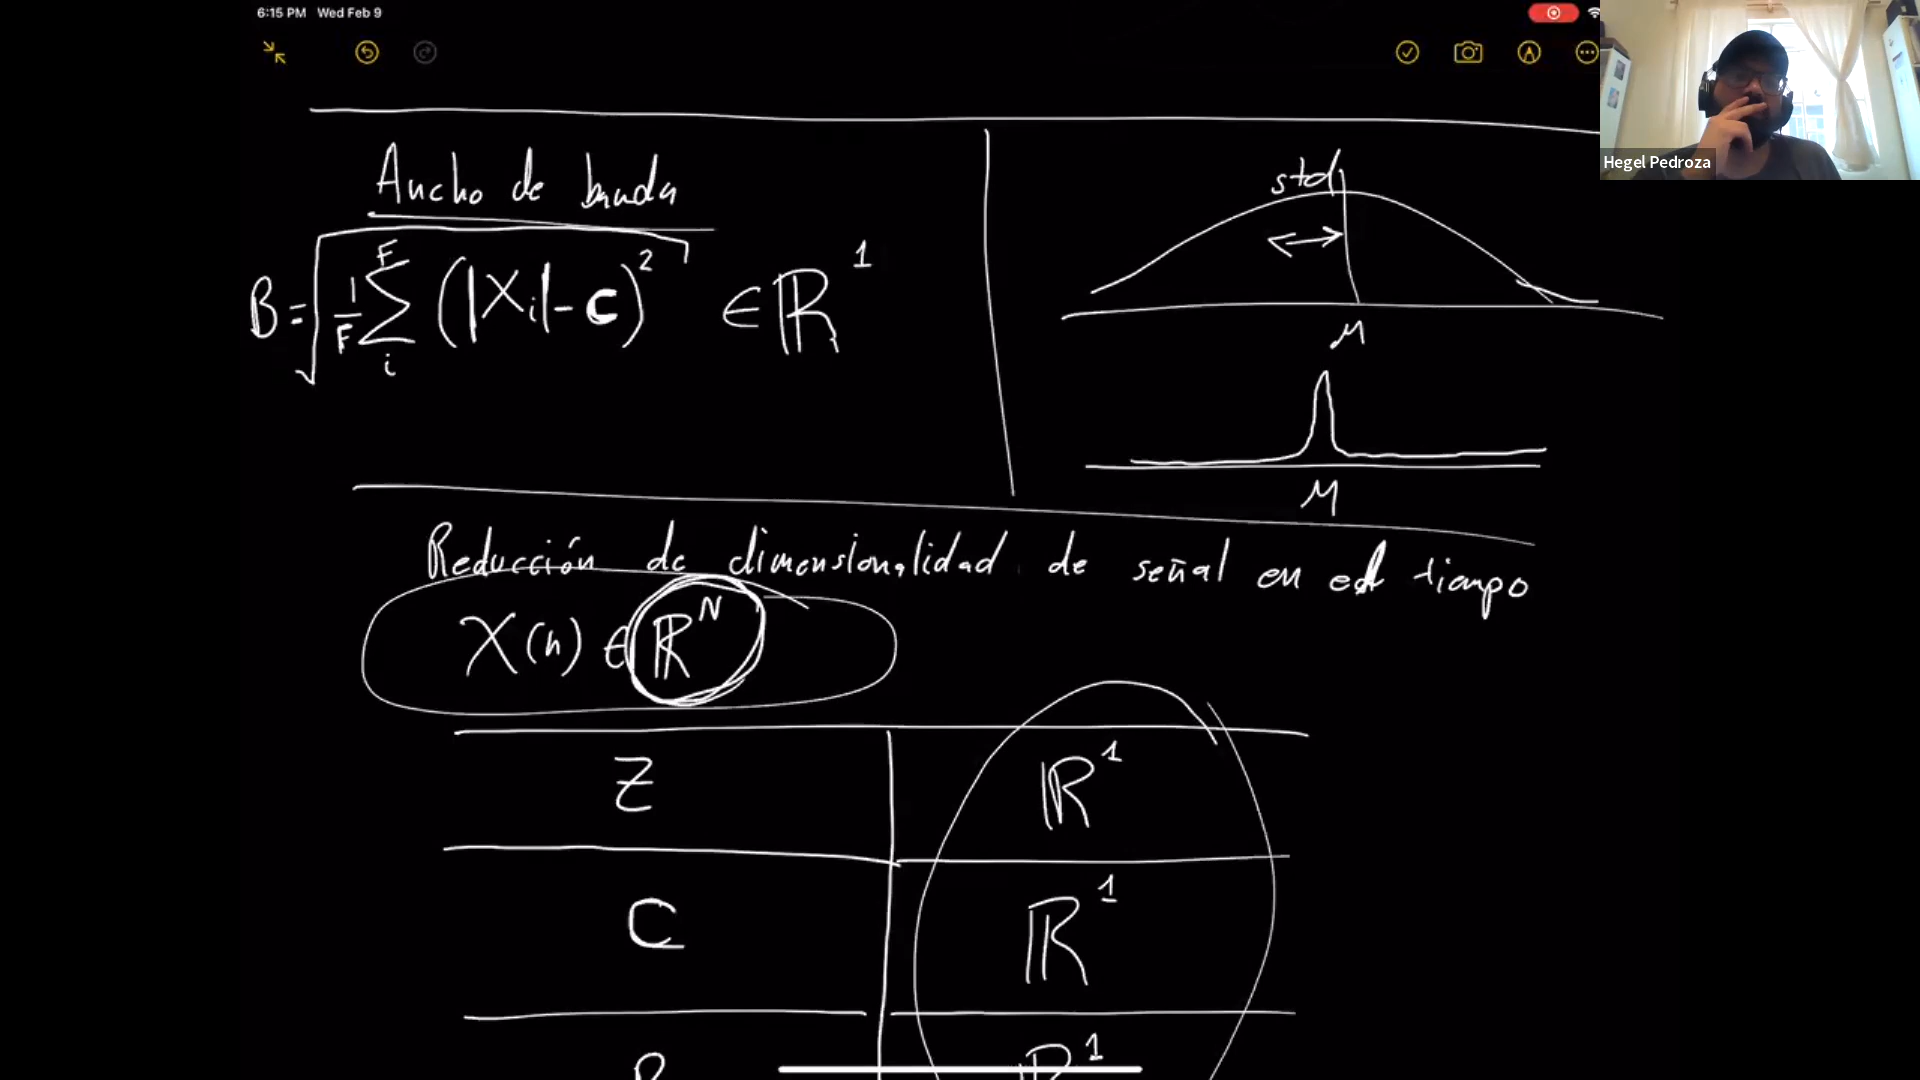 6:15 PM Wed Feb 9
Hegel Pedroza
Ancho de banda
B = √(1/F Σ_i^F (|X_i| - C)²) ∈ ℝ¹
std
μ
μ
Reducción de dimensionalidad de señal en el tiempo
X(n) ∈ ℝᴺ
Z ℝ¹
C ℝ¹
ℝ¹